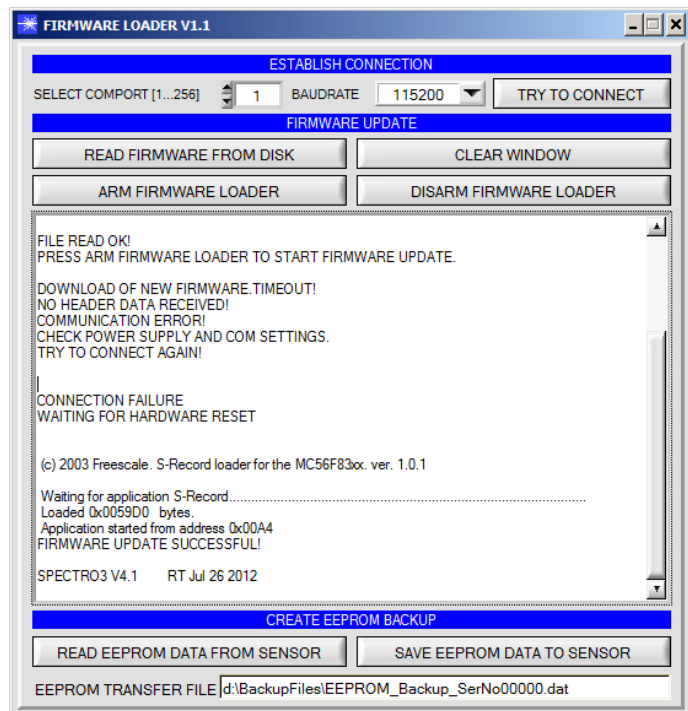 FIRMWARE LOADER V1.1
ESTABLISH CONNECTION
SELECT COMPORT [1...256] 1 BAUDRATE 115200 TRY TO CONNECT
FIRMWARE UPDATE
READ FIRMWARE FROM DISK CLEAR WINDOW
ARM FIRMWARE LOADER DISARM FIRMWARE LOADER
FILE READ OK!
PRESS ARM FIRMWARE LOADER TO START FIRMWARE UPDATE.
DOWNLOAD OF NEW FIRMWARE.TIMEOUT!
NO HEADER DATA RECEIVED!
COMMUNICATION ERROR!
CHECK POWER SUPPLY AND COM SETTINGS.
TRY TO CONNECT AGAIN!
CONNECTION FAILURE
WAITING FOR HARDWARE RESET
(c) 2003 Freescale. S-Record loader for the MC56F83xx. ver. 1.0.1
Waiting for application S-Record.................................................................................................
Loaded 0x0059D0 bytes.
Application started from address 0x00A4
FIRMWARE UPDATE SUCCESSFUL!
SPECTRO3 V4.1 RT Jul 26 2012
CREATE EEPROM BACKUP
READ EEPROM DATA FROM SENSOR SAVE EEPROM DATA TO SENSOR
EEPROM TRANSFER FILE d:\BackupFiles\EEPROM_Backup_SerNo00000.dat